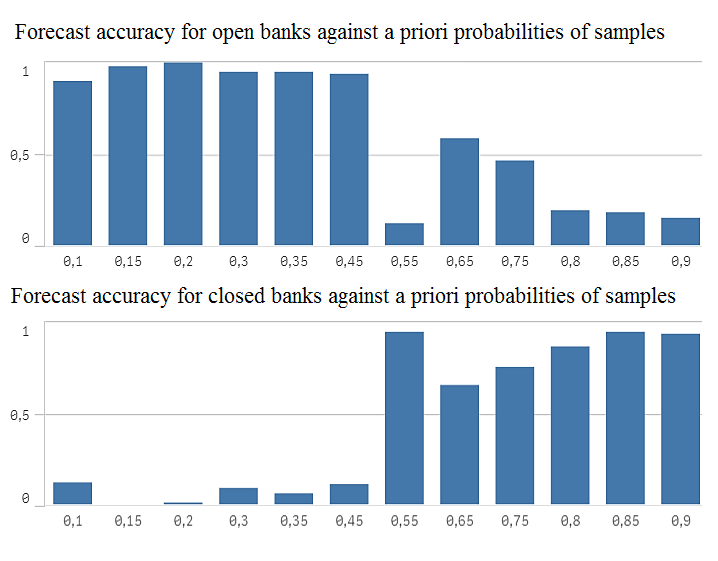 Forecast accuracy for open banks against a priori probabilities of samples
1
0,5
0
0,1 0,15 0,2 0,3 0,35 0,45 0,55 0,65 0,75 0,8 0,85 0,9
Forecast accuracy for closed banks against a priori probabilities of samples
1
0,5
0
0,1 0,15 0,2 0,3 0,35 0,45 0,55 0,65 0,75 0,8 0,85 0,9